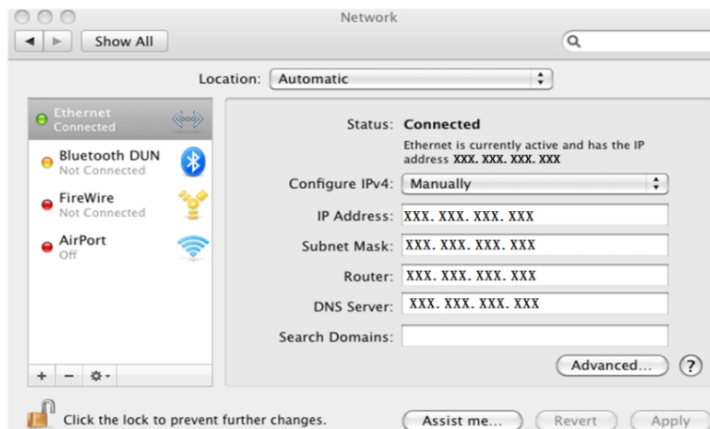 Network
Show All
Location: Automatic
Ethernet
Connected
Bluetooth DUN
Not Connected
FireWire
Not Connected
AirPort
Off
Status: Connected
Ethernet is currently active and has the IP
address XXX. XXX. XXX. XXX
Configure IPv4: Manually
IP Address: XXX. XXX. XXX. XXX
Subnet Mask: XXX. XXX. XXX. XXX
Router: XXX. XXX. XXX. XXX
DNS Server: XXX. XXX. XXX. XXX
Search Domains:
Advanced... ?
Click the lock to prevent further changes.
Assist me... Revert Apply